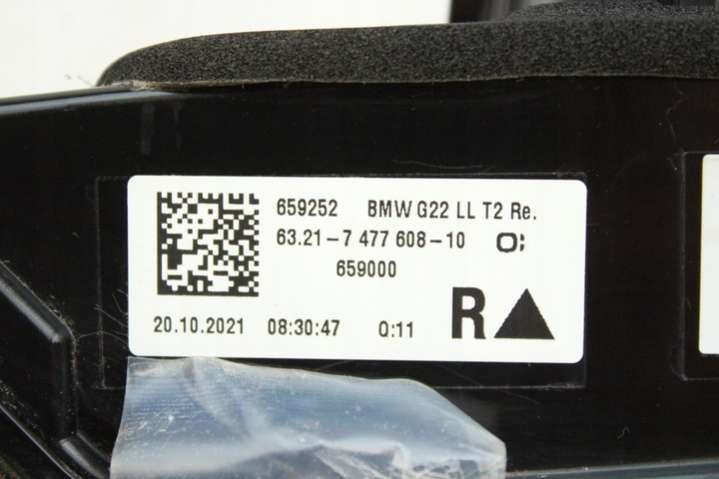 659252 BMW G22 LL T2 Re.
63.21-7 477 608-10 O;
659000
R▲
20.10.2021 08:30:47 Q:11